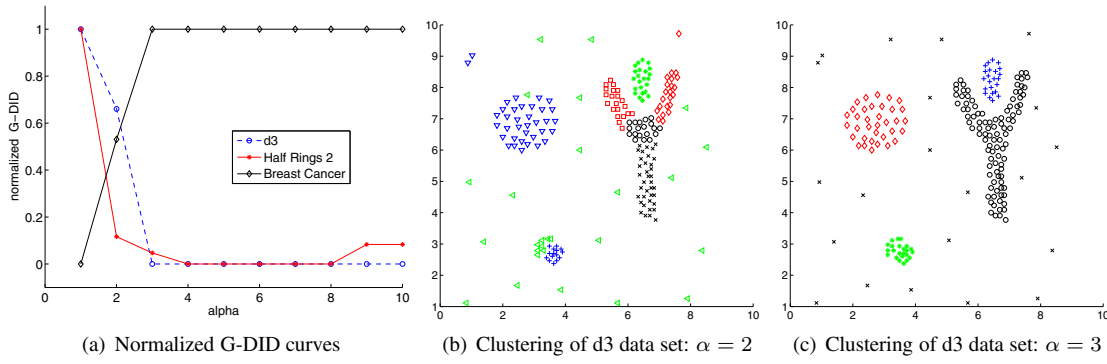 normalized G-DID
1
0.8
0.6
0.4
0.2
0
d3
Half Rings 2
Breast Cancer
0 2 4 6 8 10
alpha
(a) Normalized G-DID curves
10
9
8
7
6
5
4
3
2
1
0 2 4 6 8 10
(b) Clustering of d3 data set: α = 2
10
9
8
7
6
5
4
3
2
1
0 2 4 6 8 10
(c) Clustering of d3 data set: α = 3